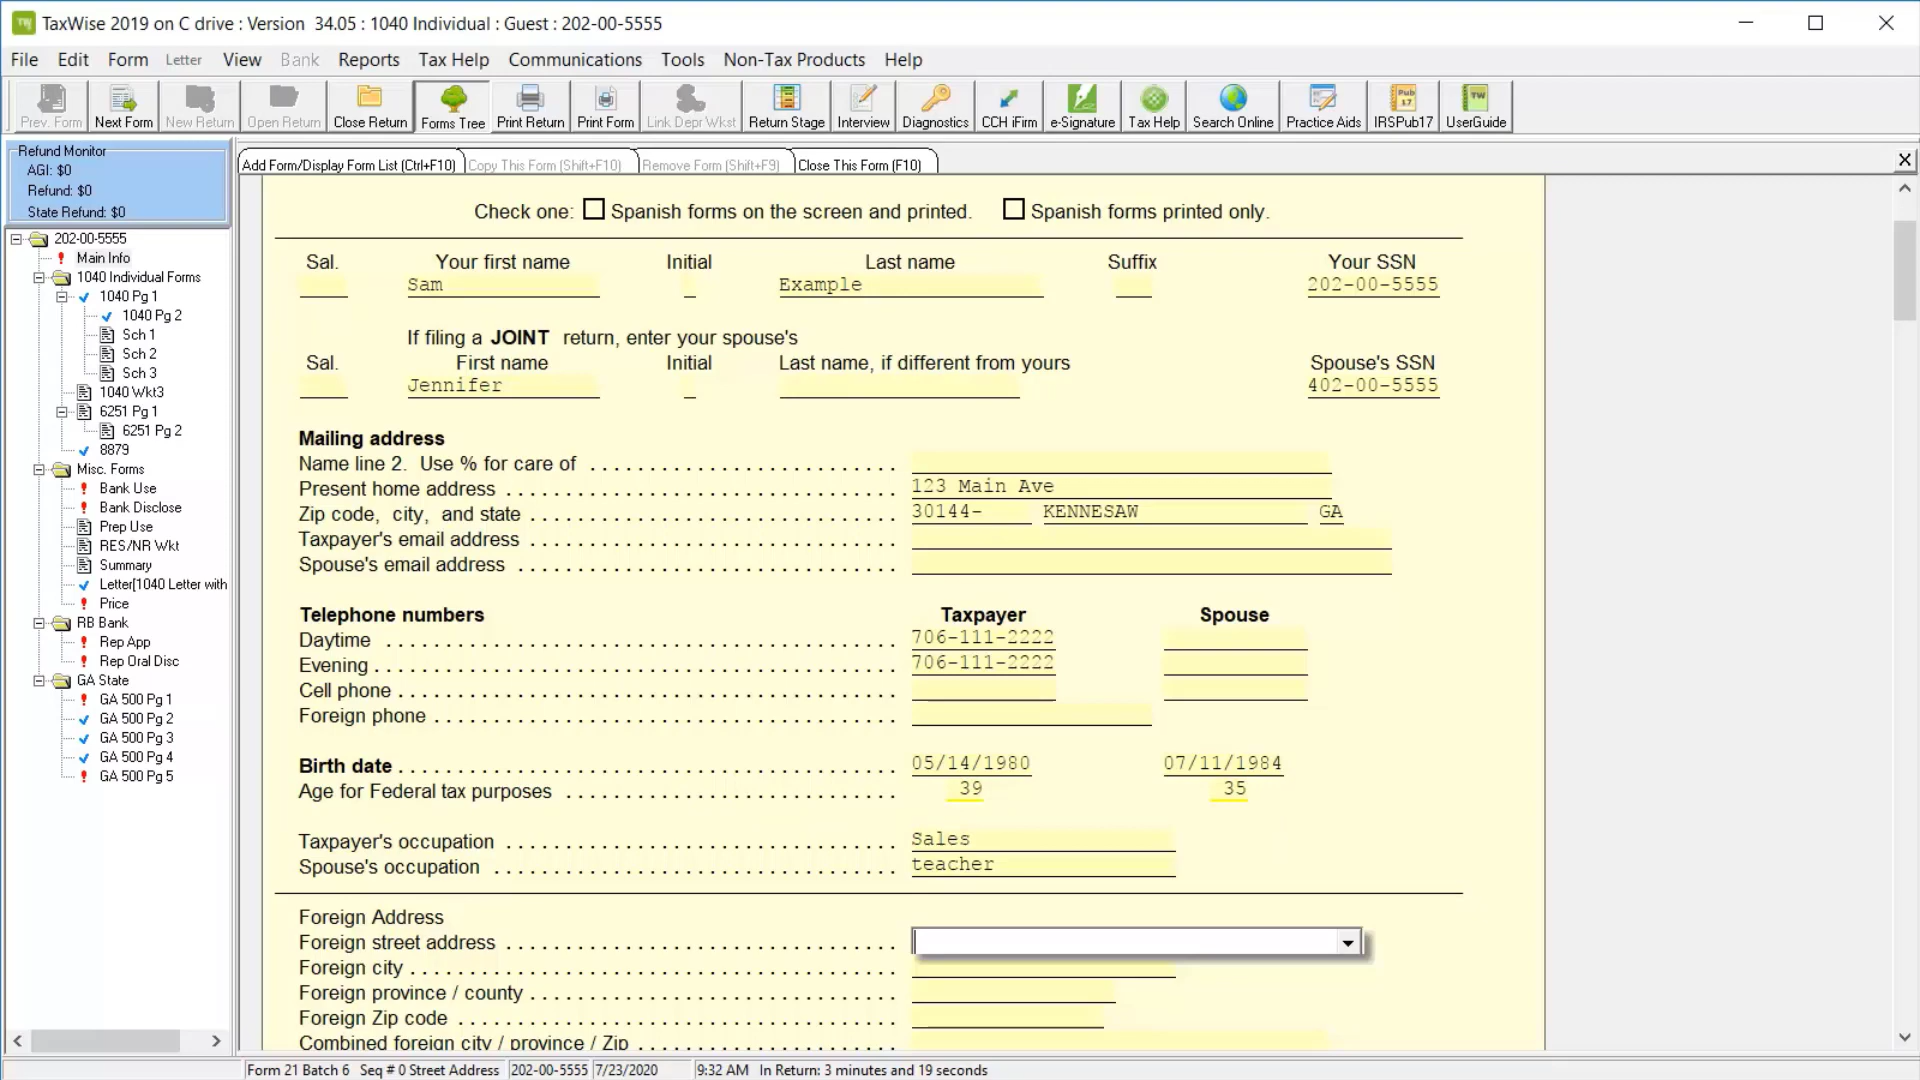 TaxWise 2019 on C drive : Version 34.05 : 1040 Individual : Guest : 202-00-5555
File Edit Form Letter View Bank Reports Tax Help Communications Tools Non-Tax Products Help
Prev. Form Next Form New Return Open Return Close Return Forms Tree Print Return Print Form Link Depr Wkst Return Stage Interview Diagnostics CCH iFirm e-Signature Tax Help Search Online Practice Aids IRSPub17 UserGuide
Refund Monitor
AGI: $0
Refund: $0
State Refund: $0
202-00-5555
Main Info
1040 Individual Forms
1040 Pg 1
1040 Pg 2
Sch 1
Sch 2
Sch 3
1040 Wkt3
6251 Pg 1
6251 Pg 2
8879
Misc. Forms
Bank Use
Bank Disclose
Prep Use
RES/NR Wkt
Summary
Letter[1040 Letter with
Price
RB Bank
Rep App
Rep Oral Disc
GA State
GA 500 Pg 1
GA 500 Pg 2
GA 500 Pg 3
GA 500 Pg 4
GA 500 Pg 5
Add Form/Display Form List (Ctrl+F10) Copy This Form (Shift+F10) Remove Form (Shift+F9) Close This Form (F10)
Check one: Spanish forms on the screen and printed. Spanish forms printed only.
Sal. Your first name Initial Last name Suffix Your SSN
Sam Example 202-00-5555
If filing a JOINT return, enter your spouse's
Sal. First name Initial Last name, if different from yours Spouse's SSN
Jennifer 402-00-5555
Mailing address
Name line 2. Use % for care of
Present home address 123 Main Ave
Zip code, city, and state 30144- KENNESAW GA
Taxpayer's email address
Spouse's email address
Telephone numbers Taxpayer Spouse
Daytime 706-111-2222
Evening 706-111-2222
Cell phone
Foreign phone
Birth date 05/14/1980 07/11/1984
Age for Federal tax purposes 39 35
Taxpayer's occupation Sales
Spouse's occupation teacher
Foreign Address
Foreign street address
Foreign city
Foreign province / county
Foreign Zip code
Combined foreign city / province / Zip
Form 21 Batch 6 Seq # 0 Street Address 202-00-5555 7/23/2020 9:32 AM In Return: 3 minutes and 19 seconds